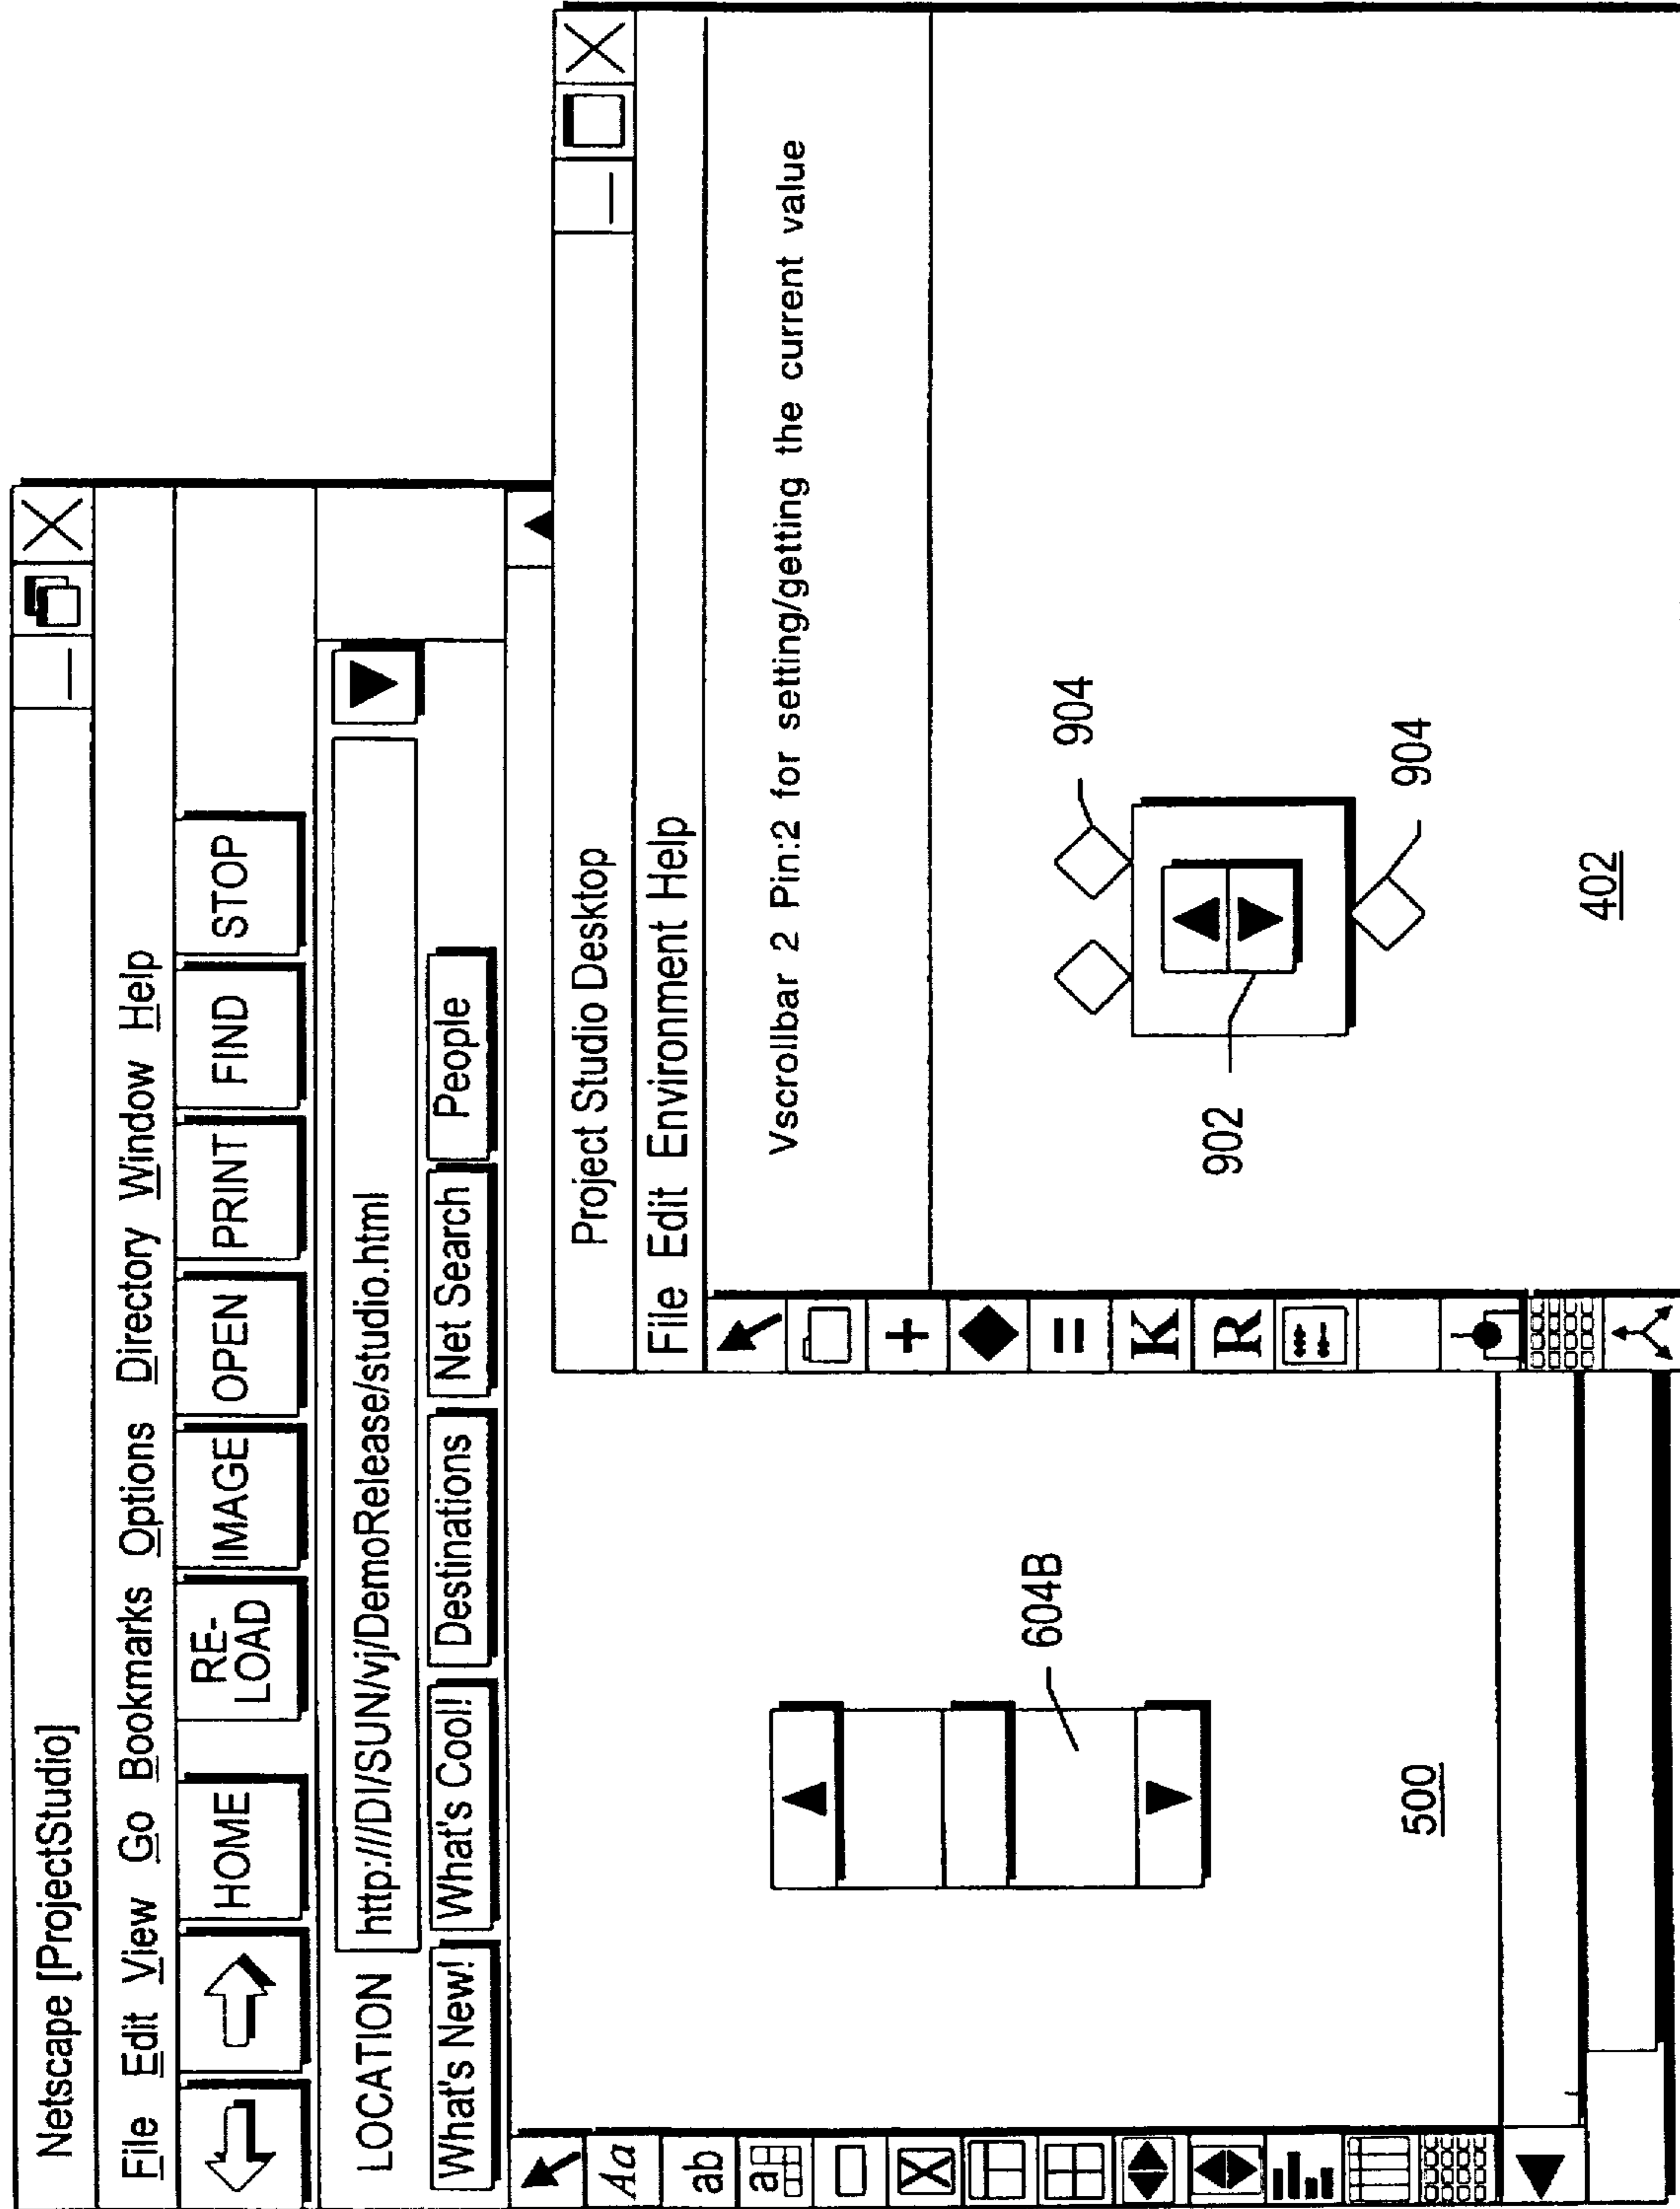 Netscape [ProjectStudio]
File Edit View Go Bookmarks Options Directory Window Help
HOME RE-LOAD IMAGE OPEN PRINT FIND STOP
LOCATION http:///DI/SUN/vj/DemoRelease/studio.html
What's New! What's Cool! Destinations Net Search People
Project Studio Desktop
File Edit Environment Help
Vscrollbar 2 Pin:2 for setting/getting the current value
Aa
ab
a
604B
500
+
=
K
R
904
902
904
402